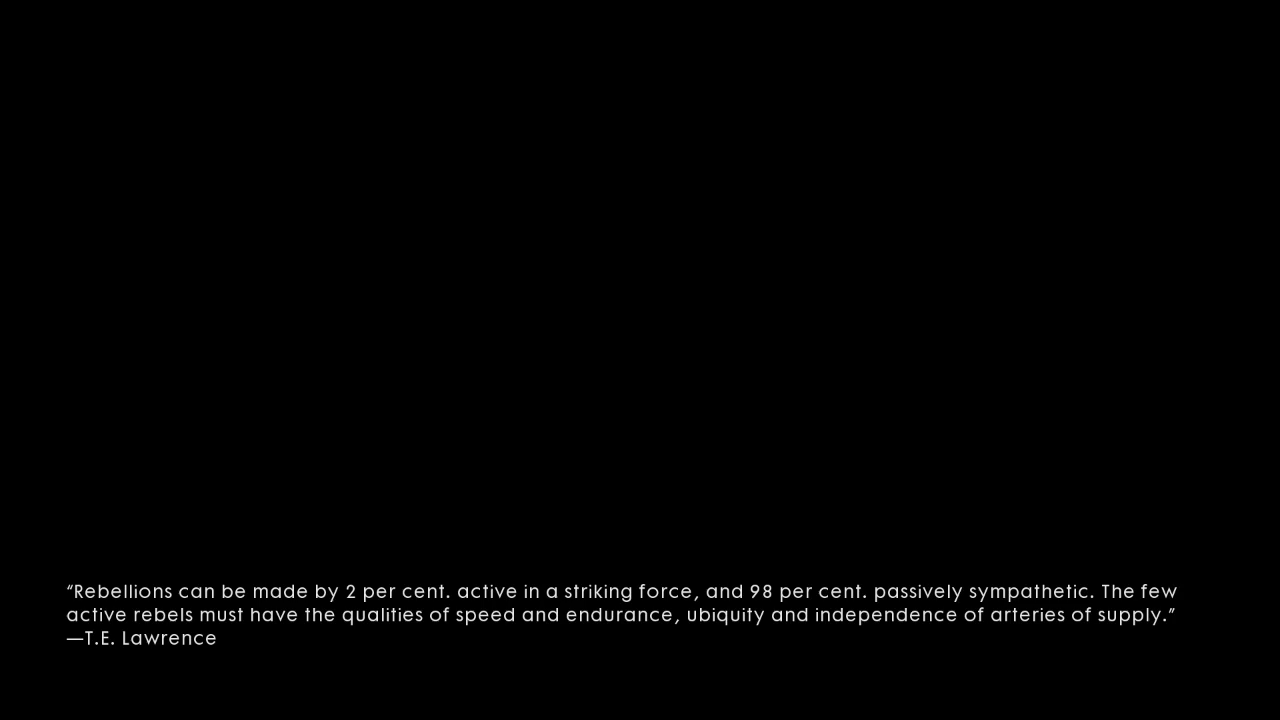 “Rebellions can be made by 2 per cent. active in a striking force, and 98 per cent. passively sympathetic. The few
active rebels must have the qualities of speed and endurance, ubiquity and independence of arteries of supply.”
—T.E. Lawrence